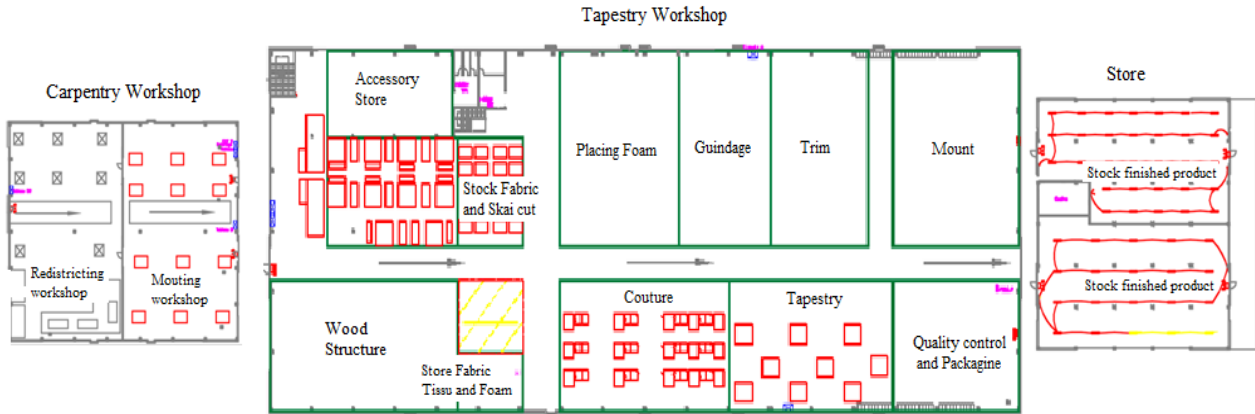 Tapestry Workshop
Carpentry Workshop
Store
Accessory
Store
Placing Foam
Guindage
Trim
Mount
Stock Fabric
and Skai cut
Stock finished product
Redistricting
workshop
Mouting
workshop
Wood
Structure
Store Fabric
Tissu and Foam
Couture
Tapestry
Quality control
and Packagine
Stock finished product